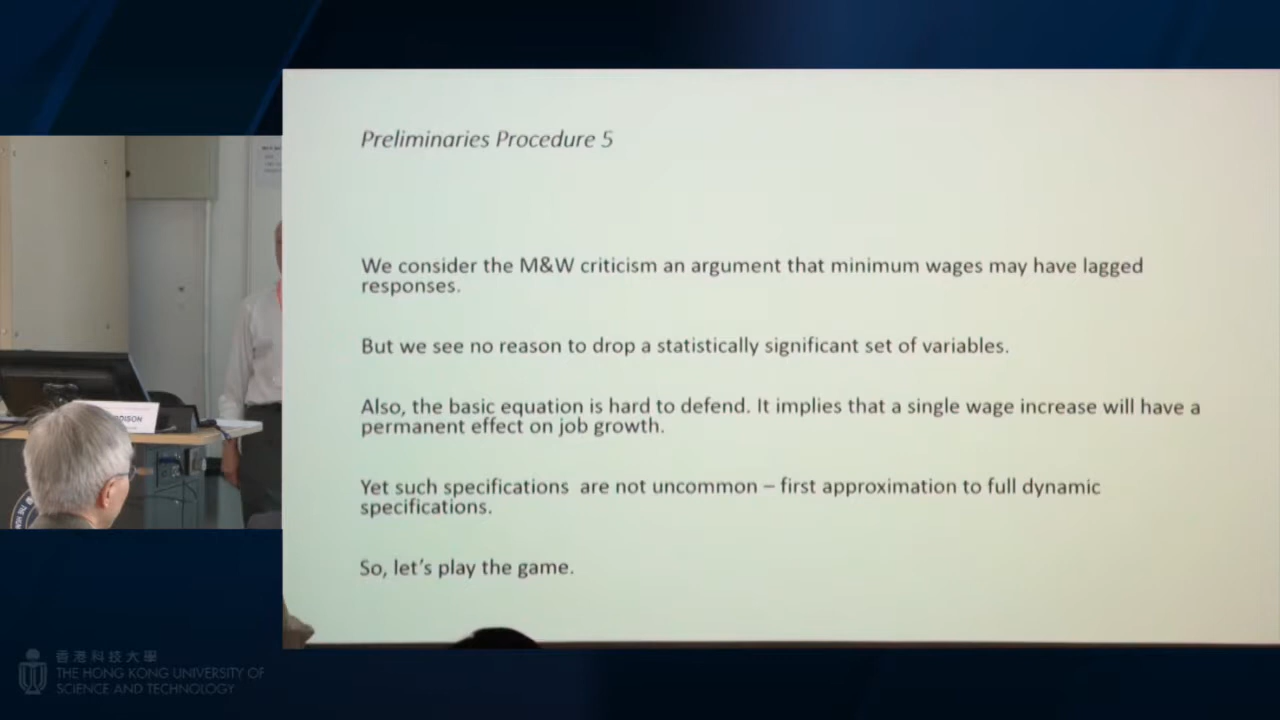 Preliminaries Procedure 5
We consider the M&W criticism an argument that minimum wages may have lagged
responses.
But we see no reason to drop a statistically significant set of variables.
Also, the basic equation is hard to defend. It implies that a single wage increase will have a
permanent effect on job growth.
Yet such specifications are not uncommon – first approximation to full dynamic
specifications.
So, let's play the game.
香港科技大學
THE HONG KONG UNIVERSITY OF
SCIENCE AND TECHNOLOGY